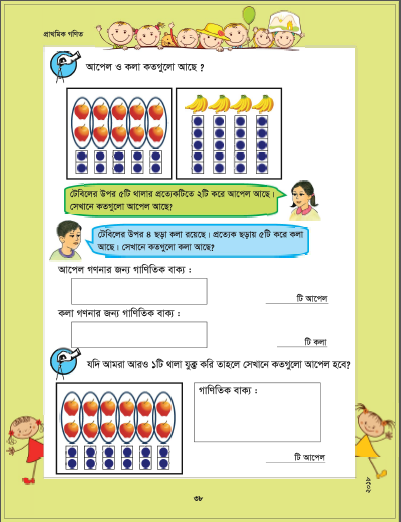 প্রাথমিক গণিত
আপেল ও কলা কতগুলো আছে ?
টেবিলের উপর ৫টি থালার প্রত্যেকটিতে ২টি করে আপেল আছে।
সেখানে কতগুলো আপেল আছে?
টেবিলের উপর ৪ ছড়া কলা রয়েছে। প্রত্যেক ছড়ায় ৫টি করে কলা
আছে। সেখানে কতগুলো কলা আছে?
আপেল গণনার জন্য গাণিতিক বাক্য :
টি আপেল
কলা গণনার জন্য গাণিতিক বাক্য :
টি কলা
যদি আমরা আরও ১টি থালা যুক্ত করি তাহলে সেখানে কতগুলো আপেল হবে?
গাণিতিক বাক্য :
টি আপেল
৩৮
২০১৮